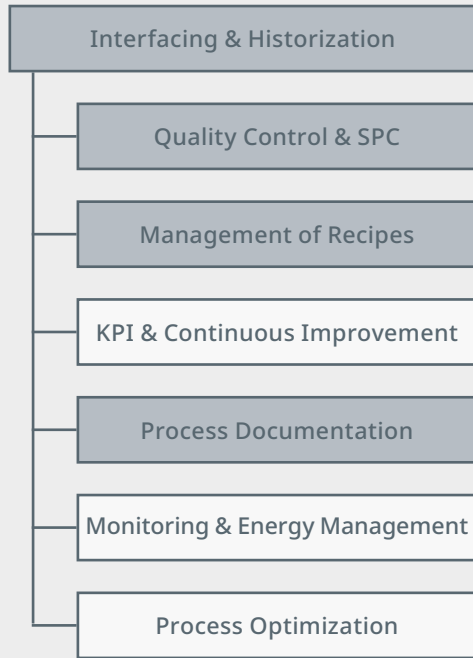 Interfacing & Historization
Quality Control & SPC
Management of Recipes
KPI & Continuous Improvement
Process Documentation
Monitoring & Energy Management
Process Optimization